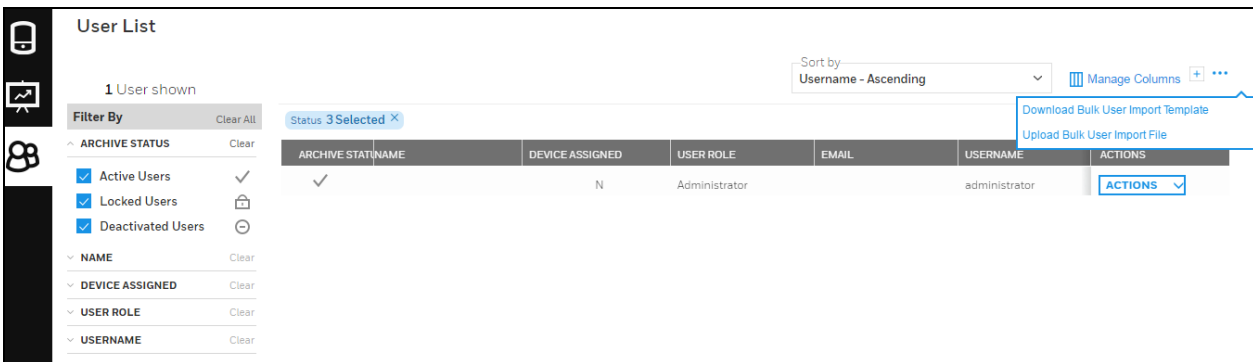 User List
Sort by
Username - Ascending
Manage Columns
1 User shown
Download Bulk User Import Template
Upload Bulk User Import File
Filter By Clear All
Status 3 Selected ×
ARCHIVE STATUS Clear
ARCHIVE STATU NAME DEVICE ASSIGNED USER ROLE EMAIL USERNAME ACTIONS
Active Users
N Administrator administrator ACTIONS
Locked Users
Deactivated Users
NAME Clear
DEVICE ASSIGNED Clear
USER ROLE Clear
USERNAME Clear